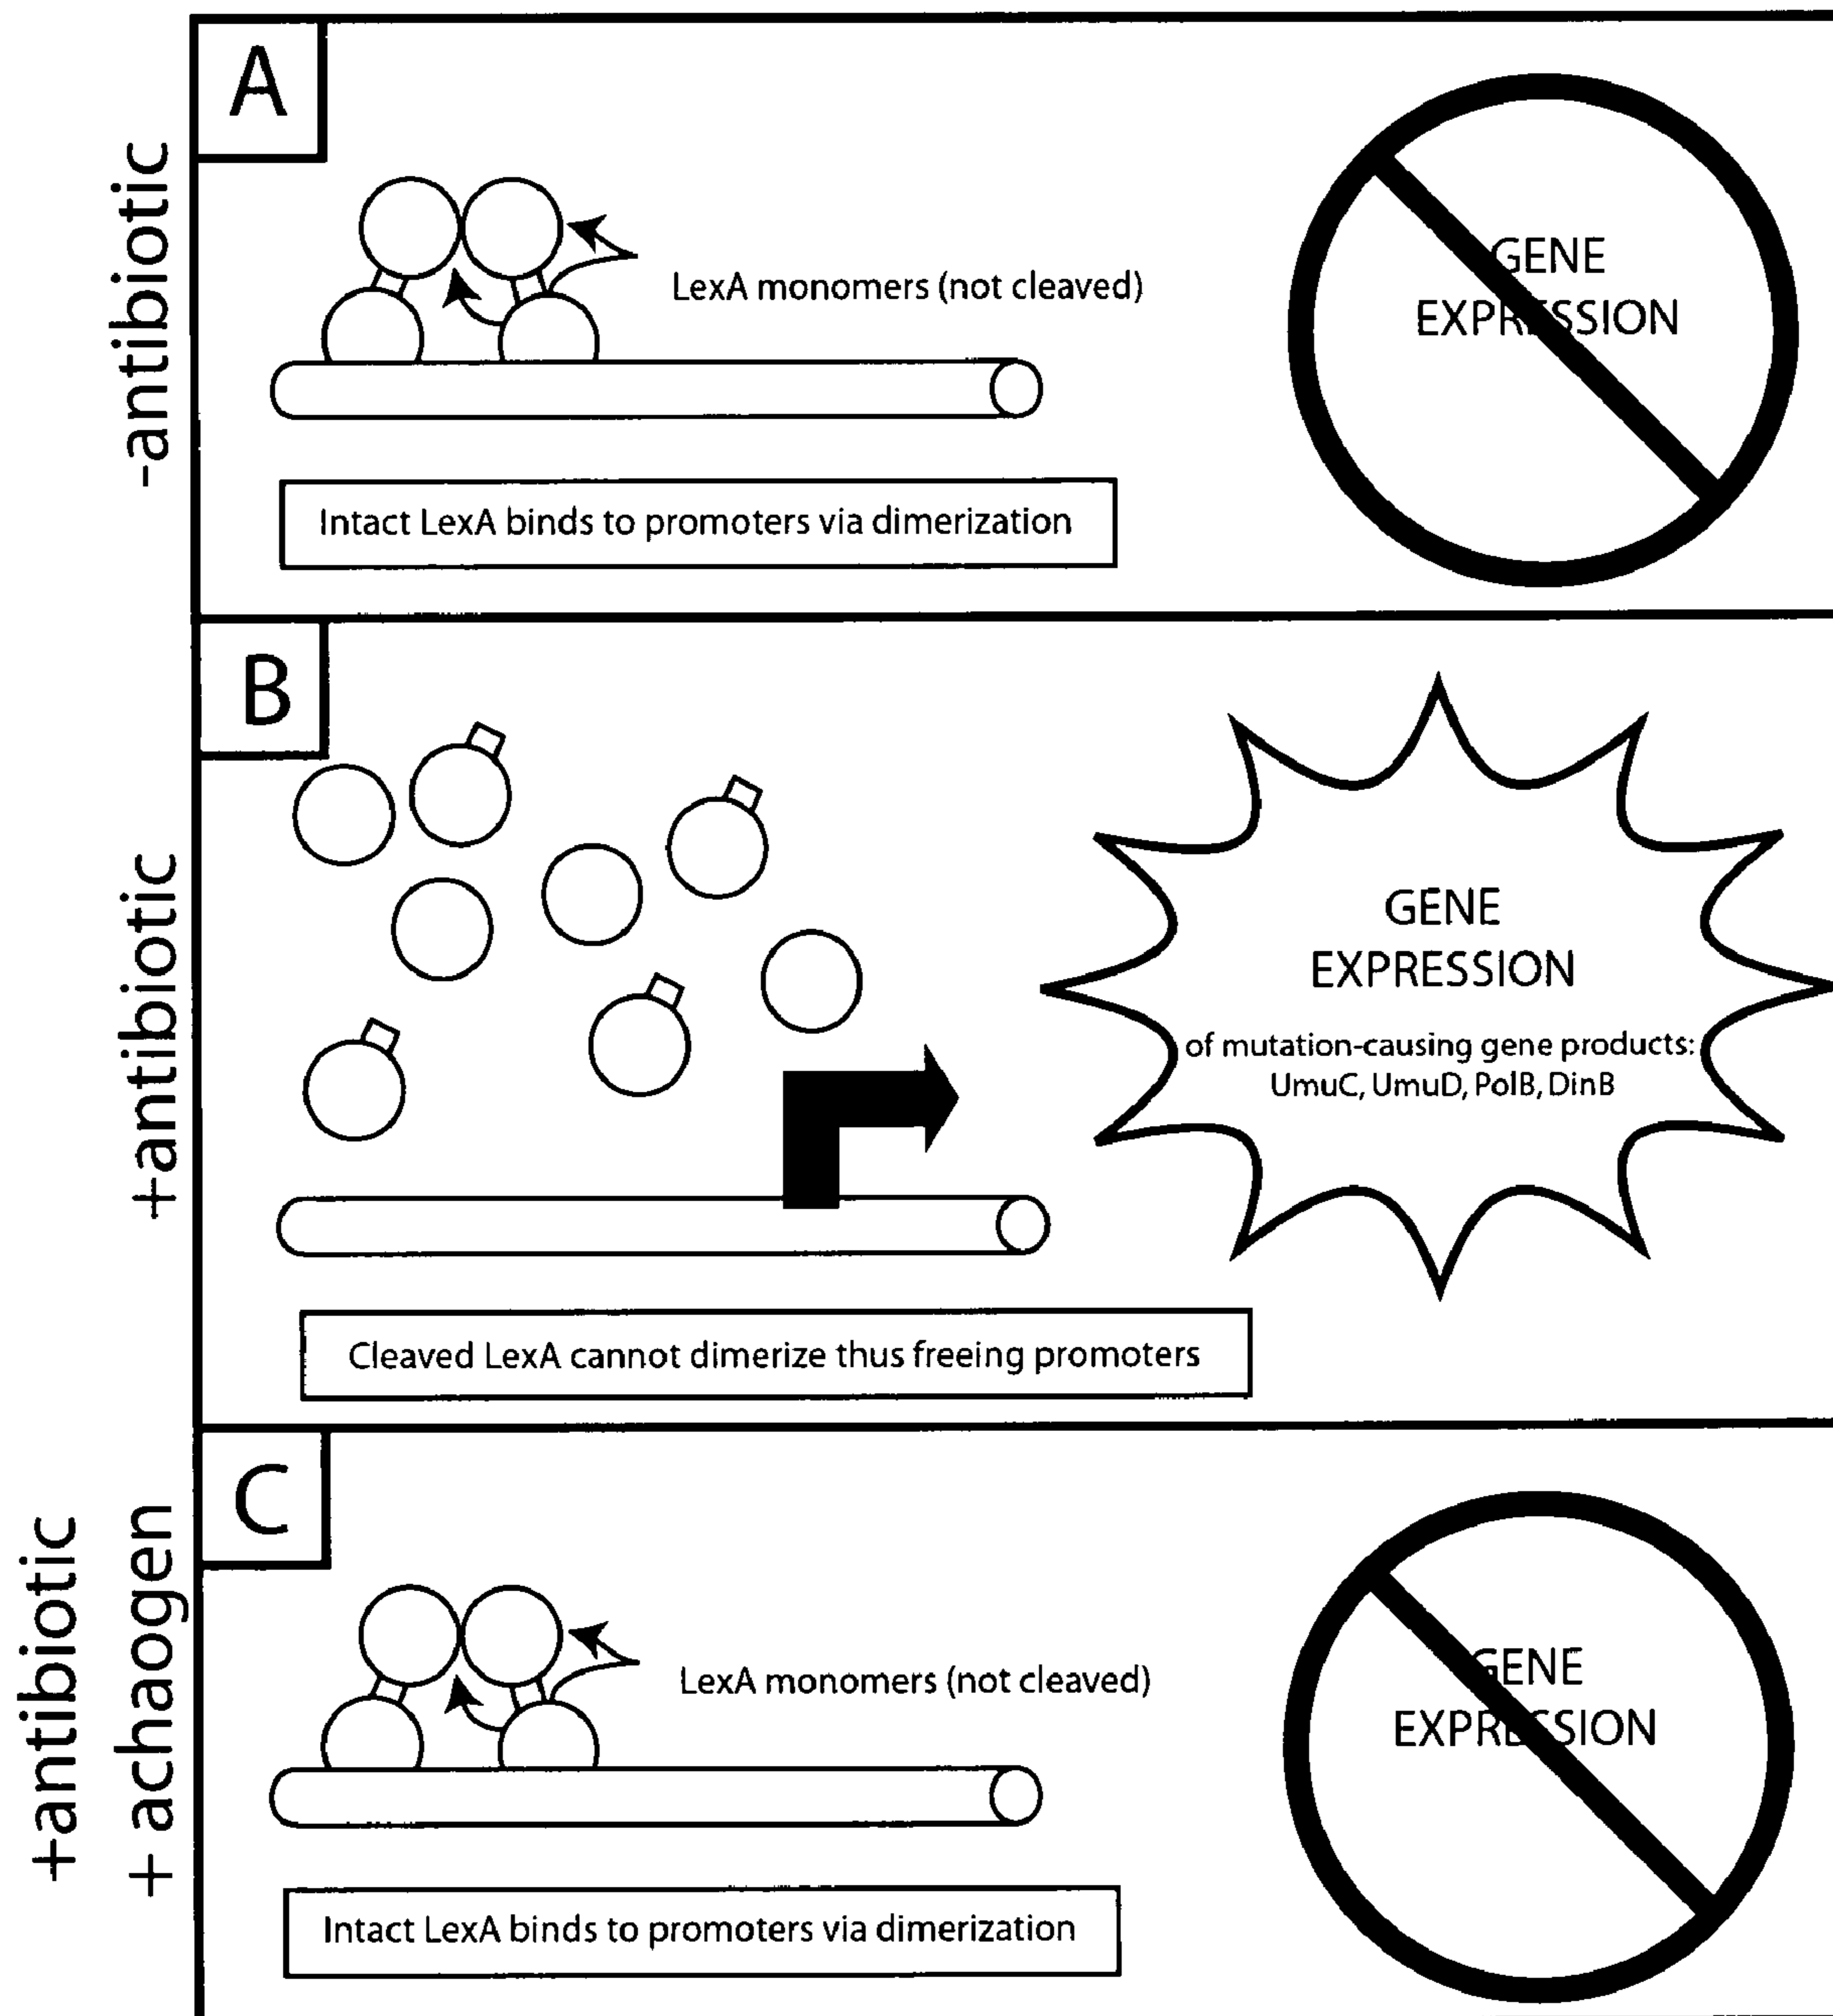 A
-antibiotic
LexA monomers (not cleaved)
GENE
EXPRESSION
Intact LexA binds to promoters via dimerization
B
+antibiotic
GENE
EXPRESSION
of mutation-causing gene products:
UmuC, UmuD, PolB, DinB
Cleaved LexA cannot dimerize thus freeing promoters
C
+antibiotic
+ achaogen
LexA monomers (not cleaved)
GENE
EXPRESSION
Intact LexA binds to promoters via dimerization